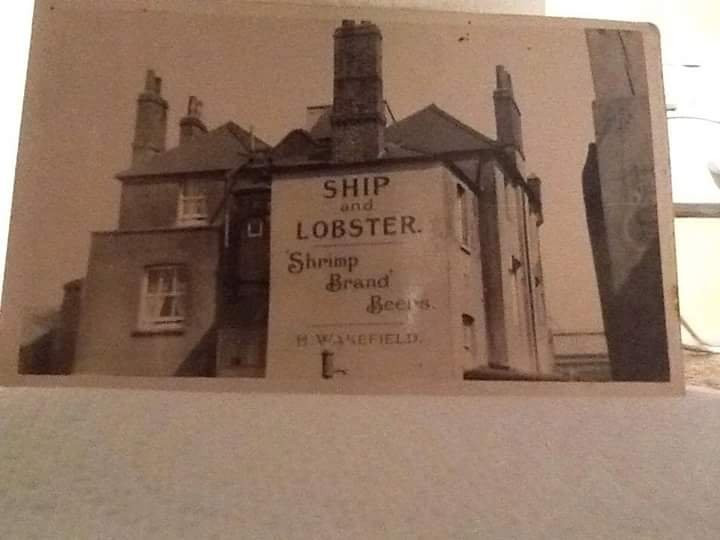 SHIP
and
LOBSTER.
'Shrimp
Brand'
Beers.
H. WAKEFIELD.